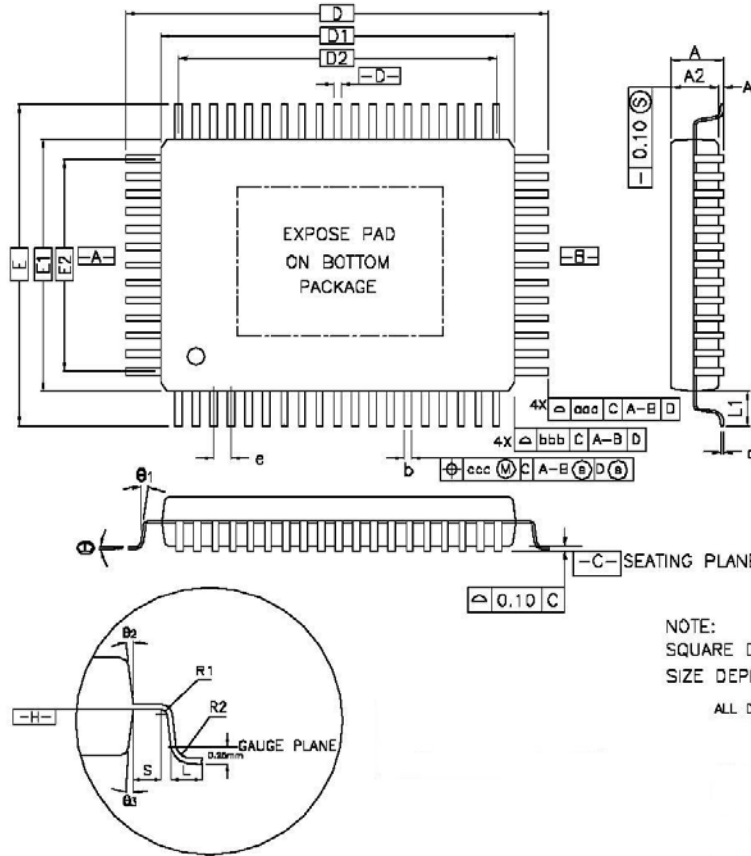 D
D1
D2
-D-
A
A2
A
0.10 S
E
E1
E2
-A-
EXPOSE PAD
ON BOTTOM
PACKAGE
-B-
L1
4X aaa C A-B D
4X bbb C A-B D
e
b
ccc M C A-B S D S
θ1
-C- SEATING PLANE
0.10 C
NOTE:
SQUARE
SIZE
ALL
θ2
R1
R2
-H-
GAUGE PLANE
0.25mm
S
L
θ3